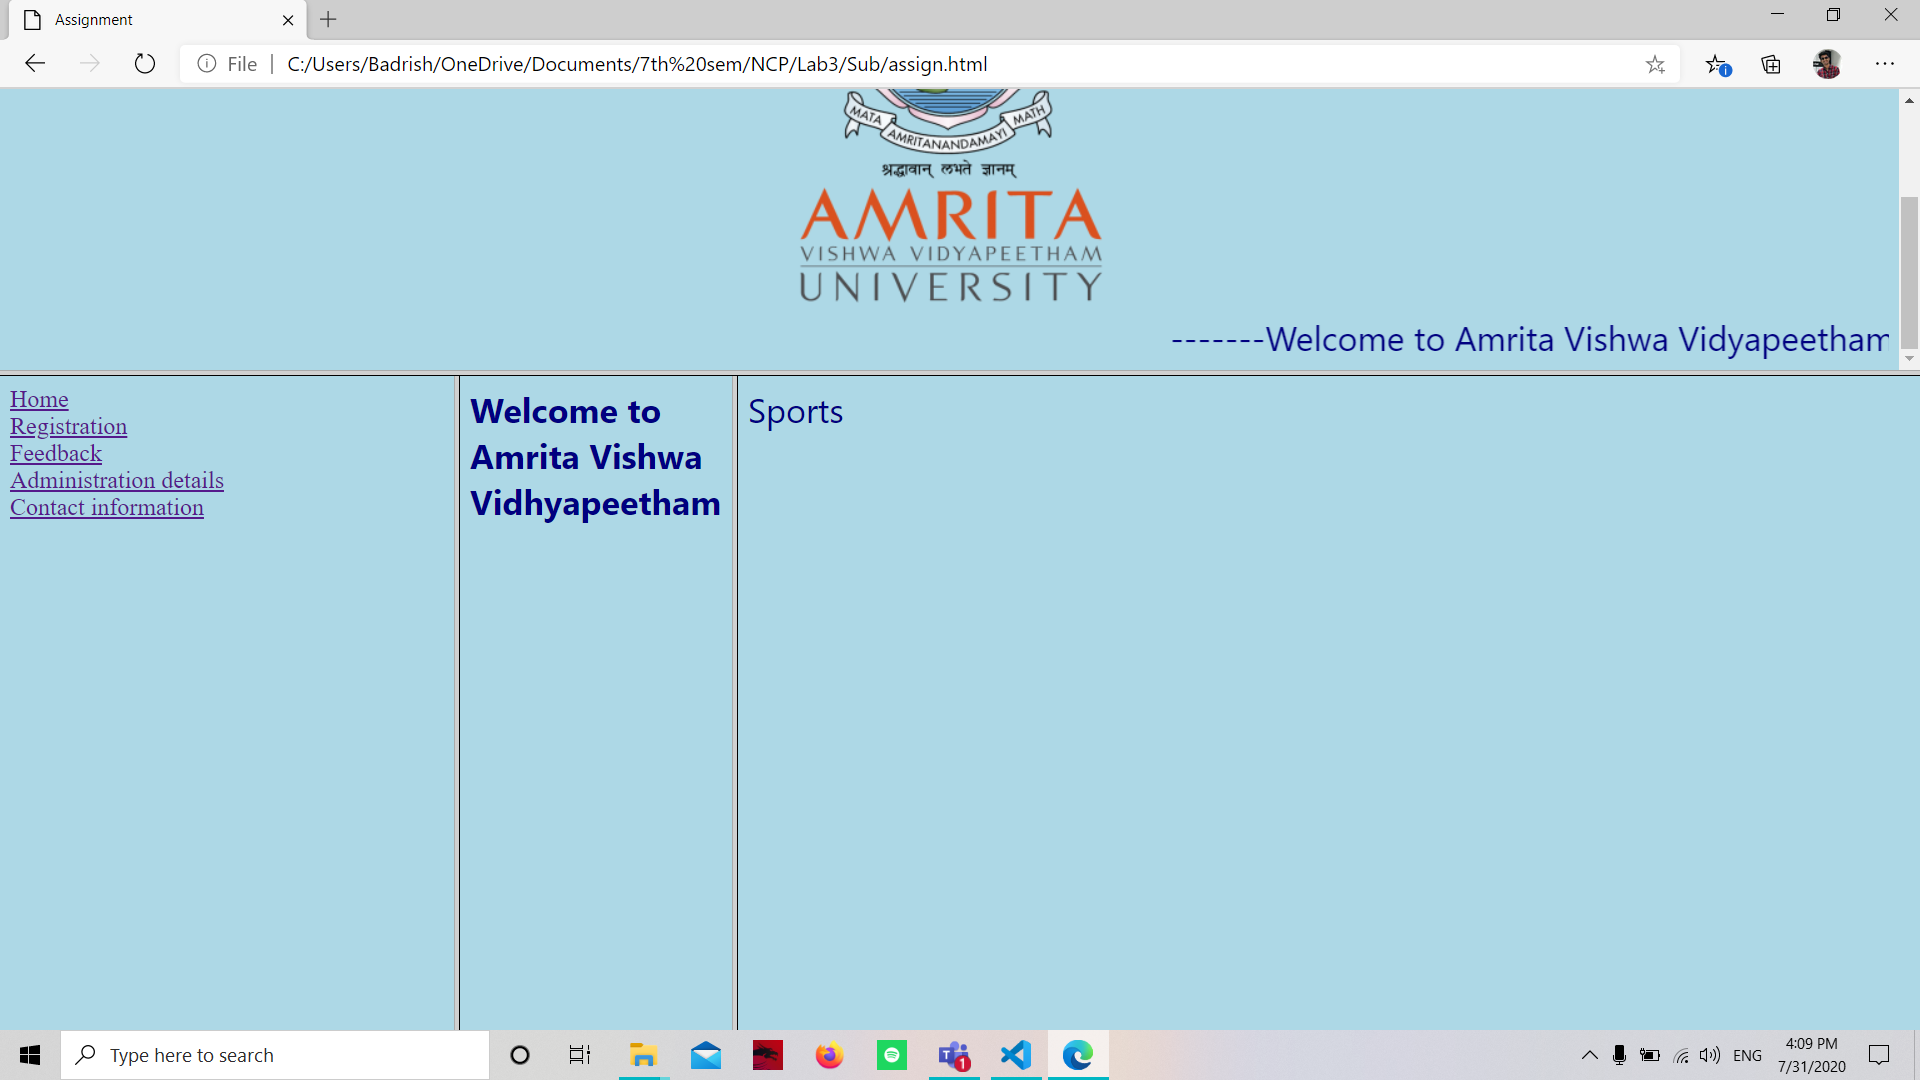 Assignment
File
C:/Users/Badrish/OneDrive/Documents/7th%20sem/NCP/Lab3/Sub/assign.html
MATA AMRITANANDAMAYI MATH
श्रद्धावान् लभते ज्ञानम्
AMRITA
VISHWA VIDYAPEETHAM
UNIVERSITY
-------Welcome to Amrita Vishwa Vidyapeetham
Home
Registration
Feedback
Administration details
Contact information
Welcome to
Amrita Vishwa
Vidhyapeetham
Sports
Type here to search
1
ENG
4:09 PM
7/31/2020